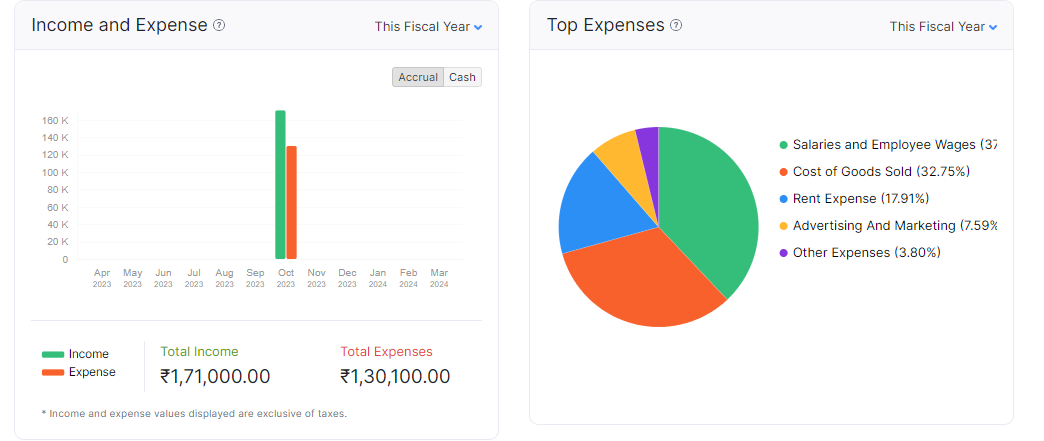 Income and Expense
This Fiscal Year
Accrual Cash
160 K
140 K
120 K
100 K
80 K
60 K
40 K
20 K
0
Apr May Jun Jul Aug Sep Oct Nov Dec Jan Feb Mar
2023 2023 2023 2023 2023 2023 2023 2023 2023 2024 2024 2024
Income
Expense
Total Income
₹1,71,000.00
Total Expenses
₹1,30,100.00
* Income and expense values displayed are exclusive of taxes.
Top Expenses
This Fiscal Year
Salaries and Employee Wages (37
Cost of Goods Sold (32.75%)
Rent Expense (17.91%)
Advertising And Marketing (7.59%
Other Expenses (3.80%)